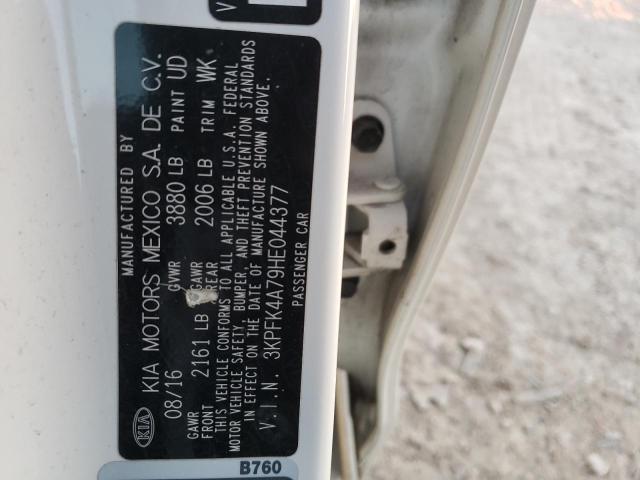 MANUFACTURED BY
KIA KIA MOTORS MEXICO S.A. DE C.V.
08/16 GVWR 3880 LB PAINT UD
GAWR FRONT 2161 LB GAWR REAR 2006 LB TRIM WK
THIS VEHICLE CONFORMS TO ALL APPLICABLE U.S.A. FEDERAL
MOTOR VEHICLE SAFETY, BUMPER, AND THEFT PREVENTION STANDARDS
IN EFFECT ON THE DATE OF MANUFACTURE SHOWN ABOVE.
V.I.N. 3KPFK4A79HE044377
PASSENGER CAR
B760
V